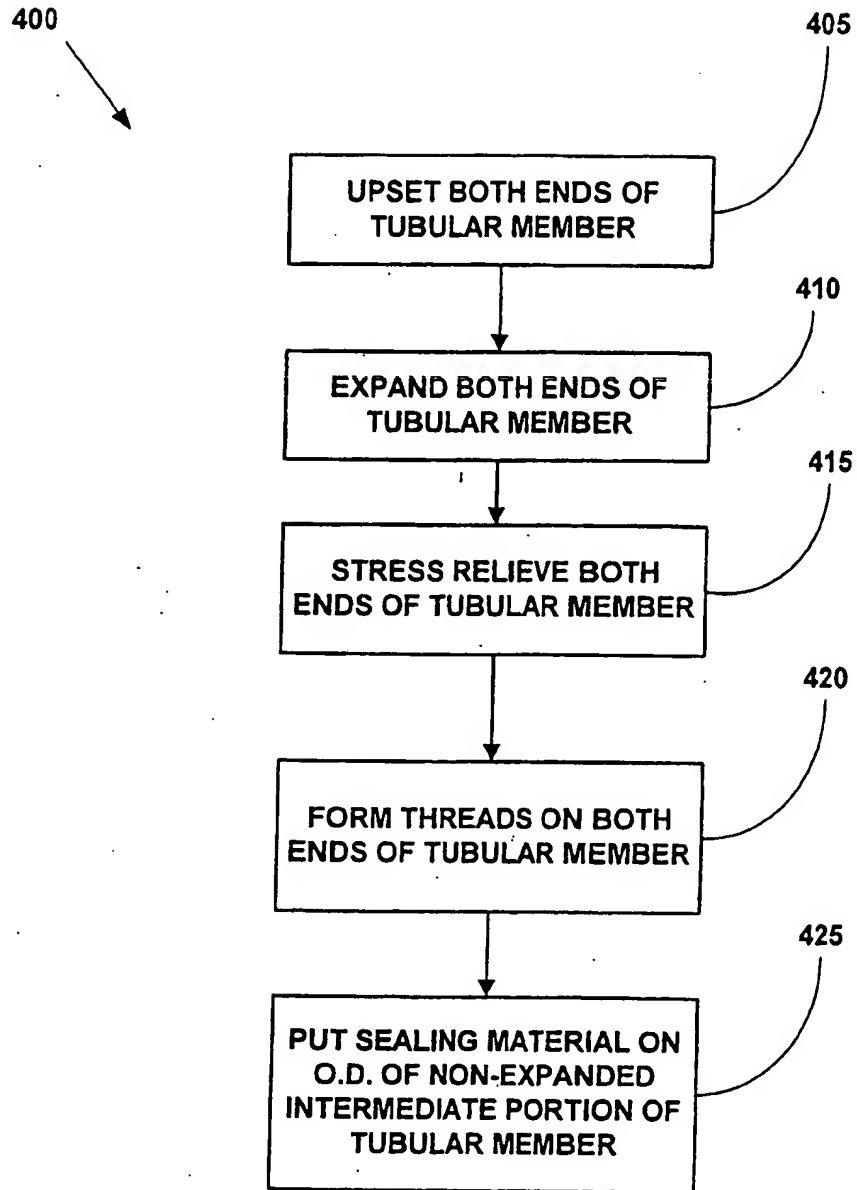 400
405
UPSET BOTH ENDS OF
TUBULAR MEMBER
410
EXPAND BOTH ENDS OF
TUBULAR MEMBER
415
STRESS RELIEVE BOTH
ENDS OF TUBULAR MEMBER
420
FORM THREADS ON BOTH
ENDS OF TUBULAR MEMBER
425
PUT SEALING MATERIAL ON
O.D. OF NON-EXPANDED
INTERMEDIATE PORTION OF
TUBULAR MEMBER